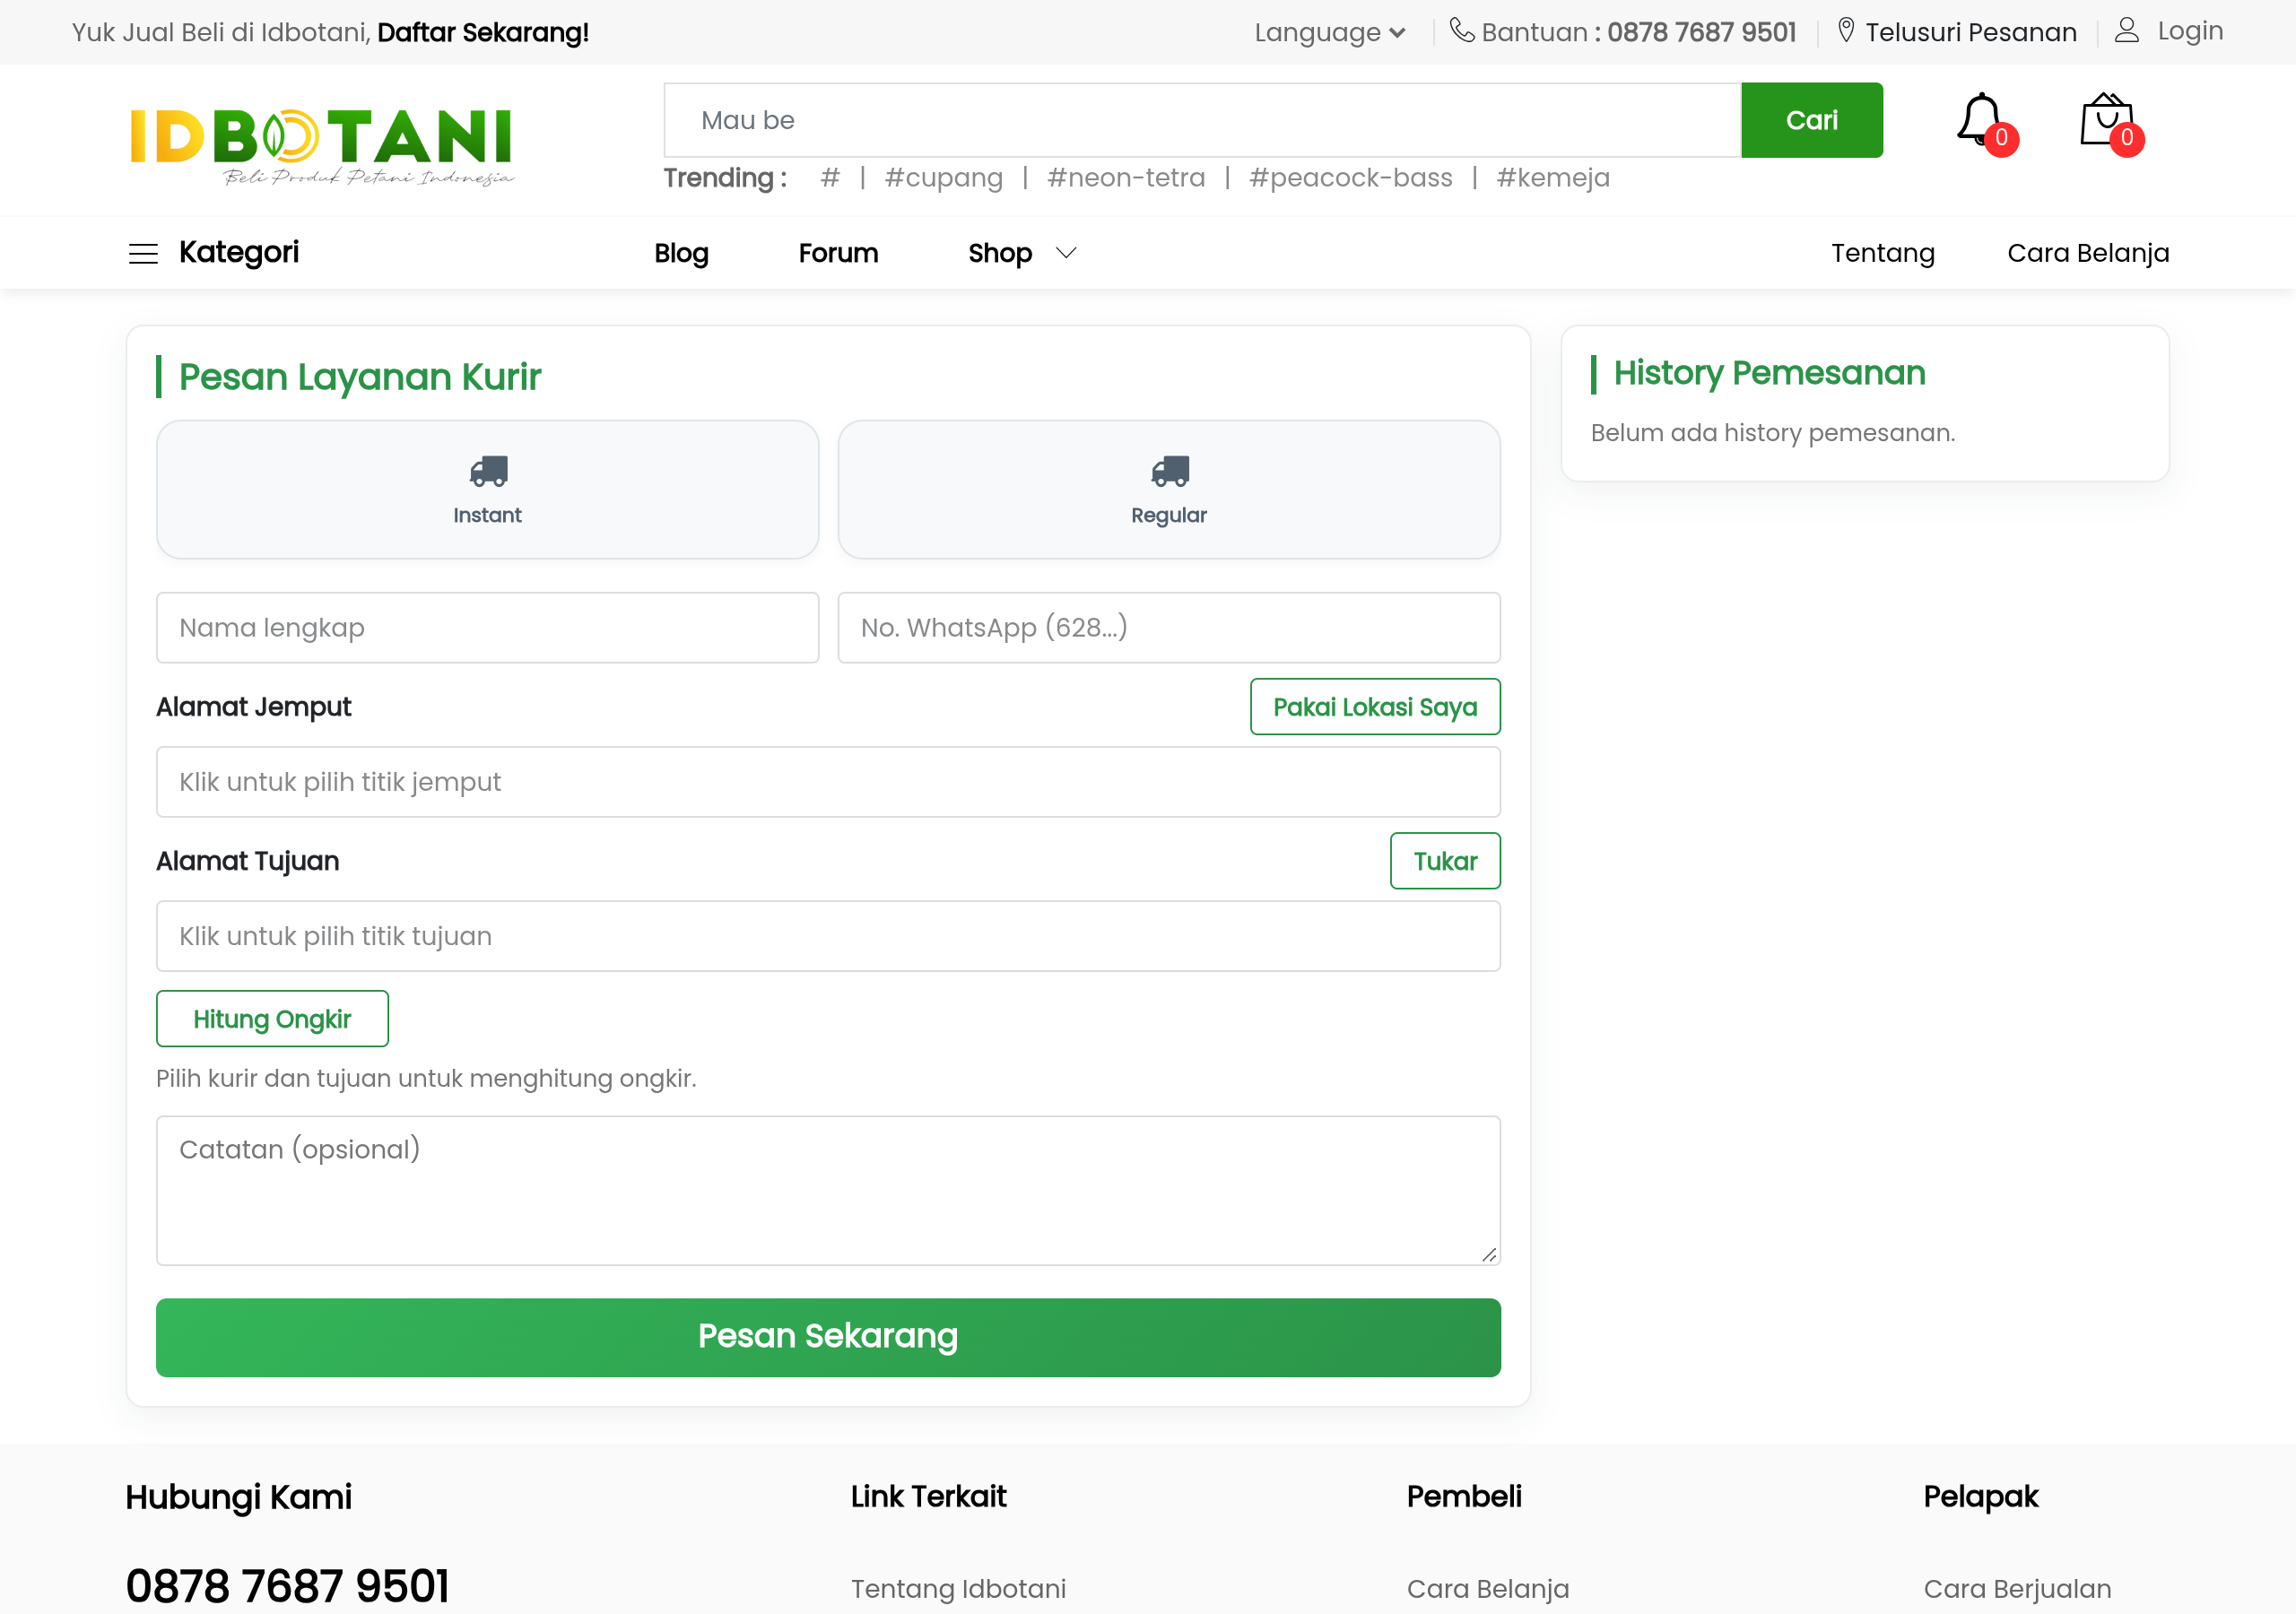 Yuk Jual Beli di Idbotani, Daftar Sekarang!
Language
Bantuan : 0878 7687 9501
Telusuri Pesanan
Login
IDBOTANI
Beli Produk Petani Indonesia
Mau be
Cari
0
0
Trending : # | #cupang | #neon-tetra | #peacock-bass | #kemeja
Kategori
Blog
Forum
Shop
Tentang
Cara Belanja
Pesan Layanan Kurir
Instant
Regular
Nama lengkap
No. WhatsApp (628...)
Alamat Jemput
Pakai Lokasi Saya
Klik untuk pilih titik jemput
Alamat Tujuan
Tukar
Klik untuk pilih titik tujuan
Hitung Ongkir
Pilih kurir dan tujuan untuk menghitung ongkir.
Catatan (opsional)
Pesan Sekarang
History Pemesanan
Belum ada history pemesanan.
Hubungi Kami
0878 7687 9501
Link Terkait
Tentang Idbotani
Pembeli
Cara Belanja
Pelapak
Cara Berjualan